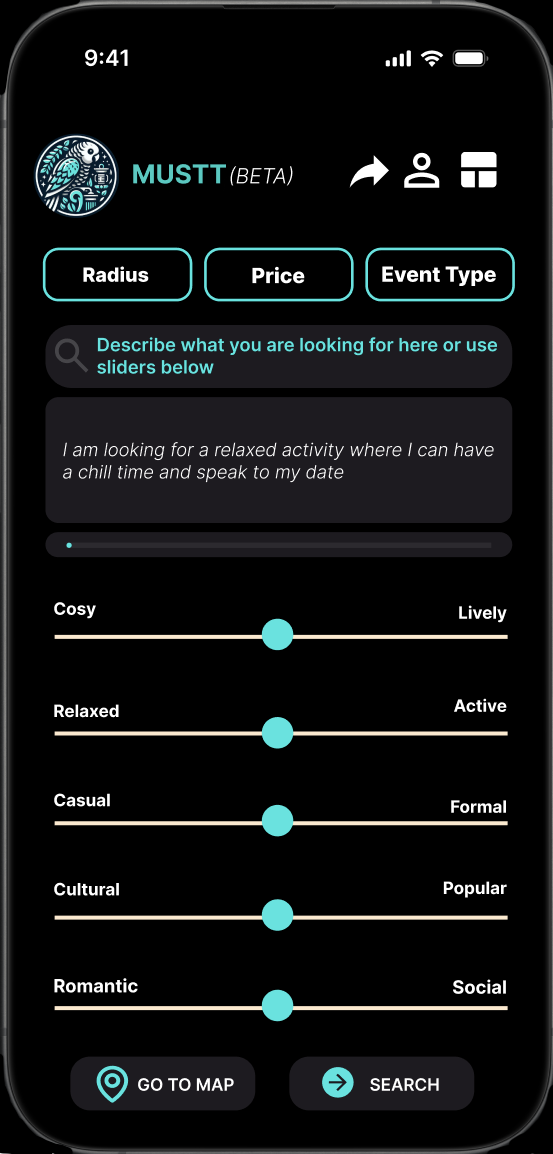 9:41
MUSTT (BETA)
Radius Price Event Type
Describe what you are looking for here or use
sliders below
I am looking for a relaxed activity where I can have
a chill time and speak to my date
Cosy Lively
Relaxed Active
Casual Formal
Cultural Popular
Romantic Social
GO TO MAP SEARCH